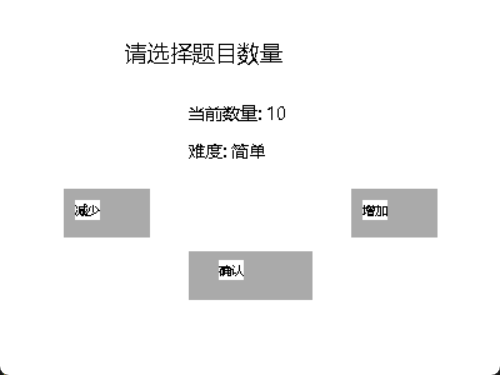 请选择题目数量
当前数量: 10
难度: 简单
减少
增加
确认